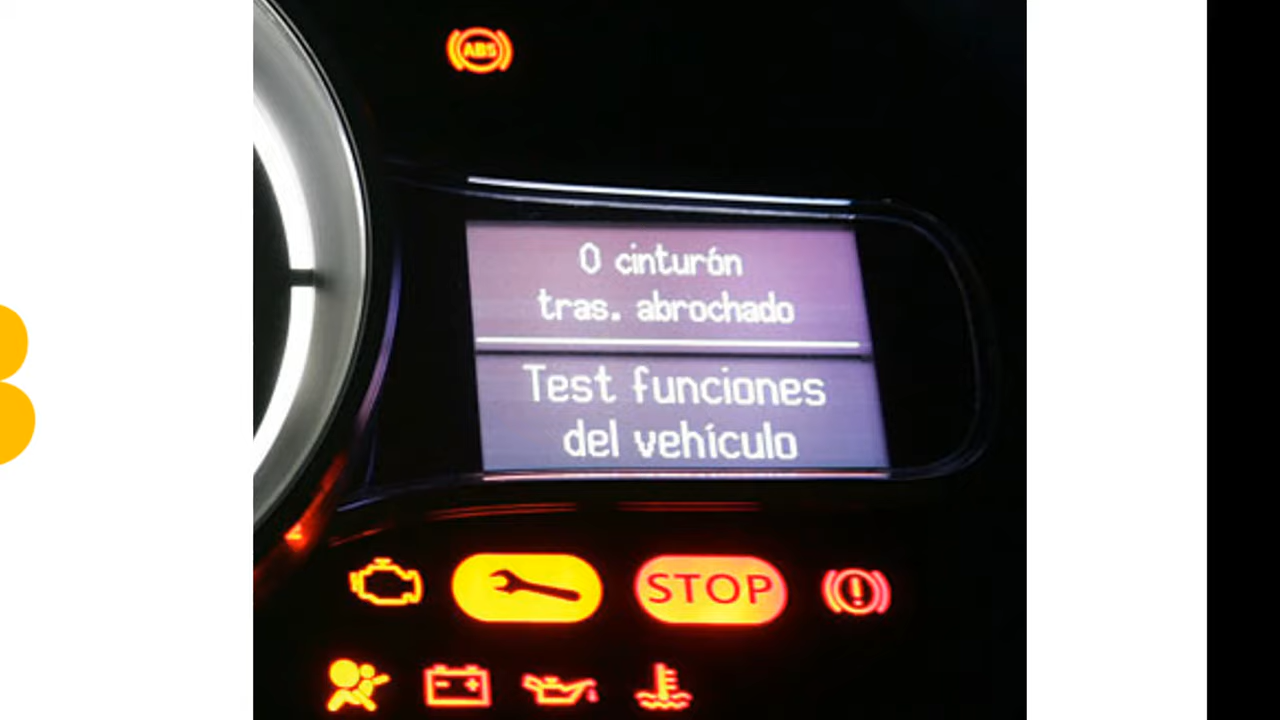 ABS
0 cinturón
tras. abrochado
Test funciones
del vehículo
STOP